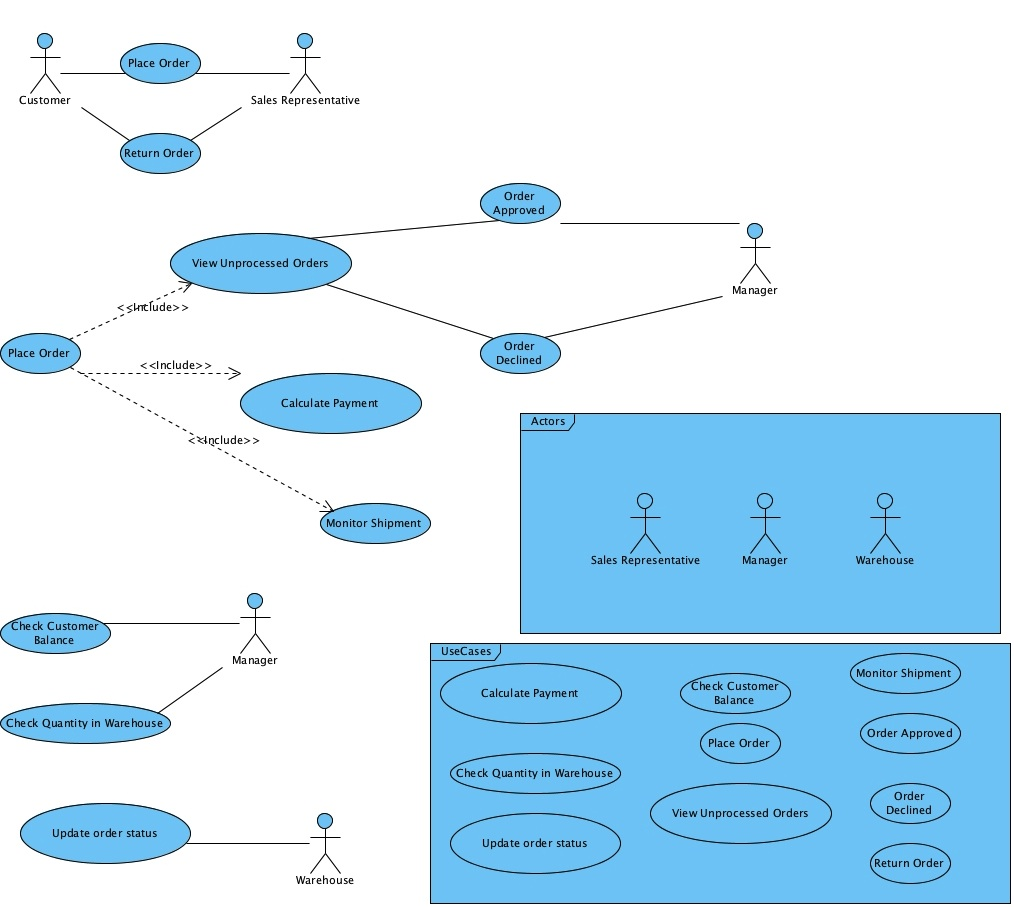 Place Order
Customer
Sales Representative
Return Order
Order
Approved
View Unprocessed Orders
Manager
<<Include>>
Place Order
Order
Declined
<<Include>>
Calculate Payment
Actors
<<Include>>
Monitor Shipment
Sales Representative
Manager
Warehouse
Check Customer
Balance
Manager
Check Quantity in Warehouse
UseCases
Calculate Payment
Check Customer
Balance
Monitor Shipment
Place Order
Order Approved
Check Quantity in Warehouse
View Unprocessed Orders
Order
Declined
Update order status
Return Order
Update order status
Warehouse